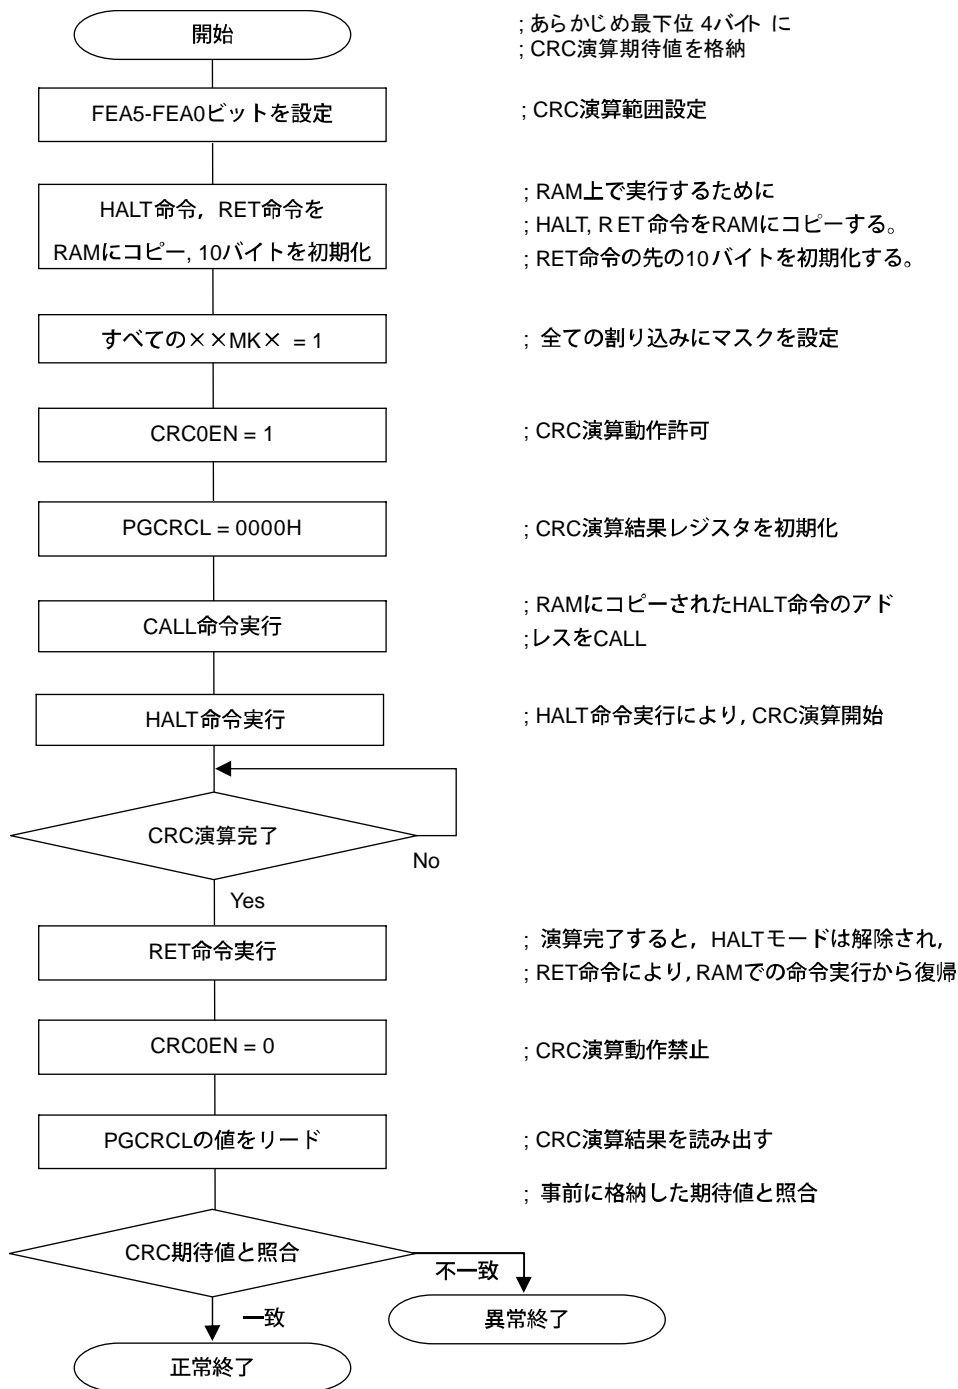 開始
; あらかじめ最下位 4バイト に
; CRC演算期待値を格納
FEA5-FEA0ビットを設定
; CRC演算範囲設定
HALT命令，RET命令を
RAMにコピー, 10バイトを初期化
; RAM上で実行するために
; HALT, RET命令をRAMにコピーする。
; RET命令の先の10バイトを初期化する。
すべての××MK× = 1
; 全ての割り込みにマスクを設定
CRC0EN = 1
; CRC演算動作許可
PGCRCL = 0000H
; CRC演算結果レジスタを初期化
CALL命令実行
; RAMにコピーされたHALT命令のアド
;レスをCALL
HALT命令実行
; HALT命令実行により, CRC演算開始
CRC演算完了
No
Yes
RET命令実行
; 演算完了すると，HALTモードは解除され,
; RET命令により, RAMでの命令実行から復帰
CRC0EN = 0
; CRC演算動作禁止
PGCRCLの値をリード
; CRC演算結果を読み出す
; 事前に格納した期待値と照合
CRC期待値と照合
不一致
一致
異常終了
正常終了